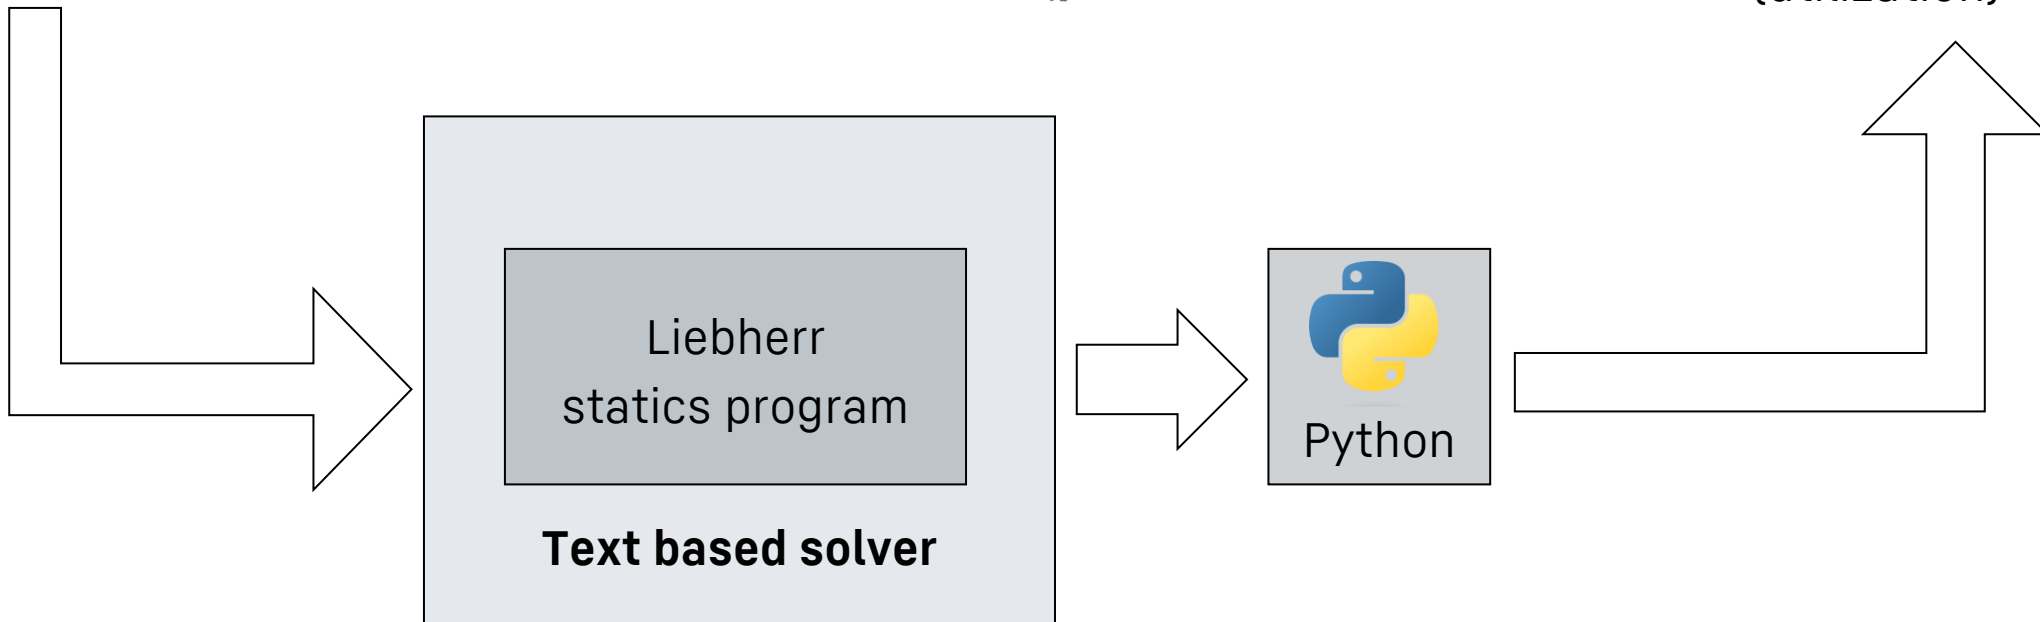 Liebherr
statics program
Python
Text based solver